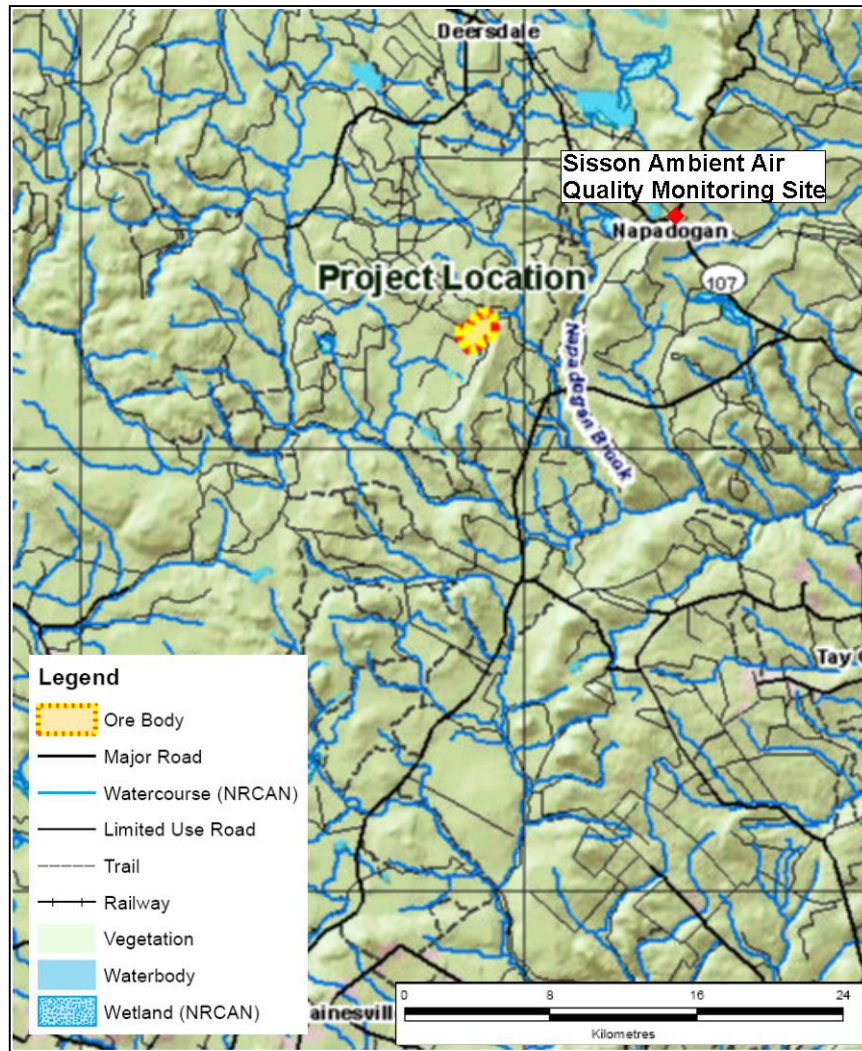 Deersdale
Sisson Ambient Air
Quality Monitoring Site
Napadogan
Project Location
107
Napadogan Brook
Tay
Legend
Ore Body
Major Road
Watercourse (NRCAN)
Limited Use Road
Trail
Railway
Vegetation
Waterbody
Wetland (NRCAN)
ainesvill
0 8 16 24
Kilometres